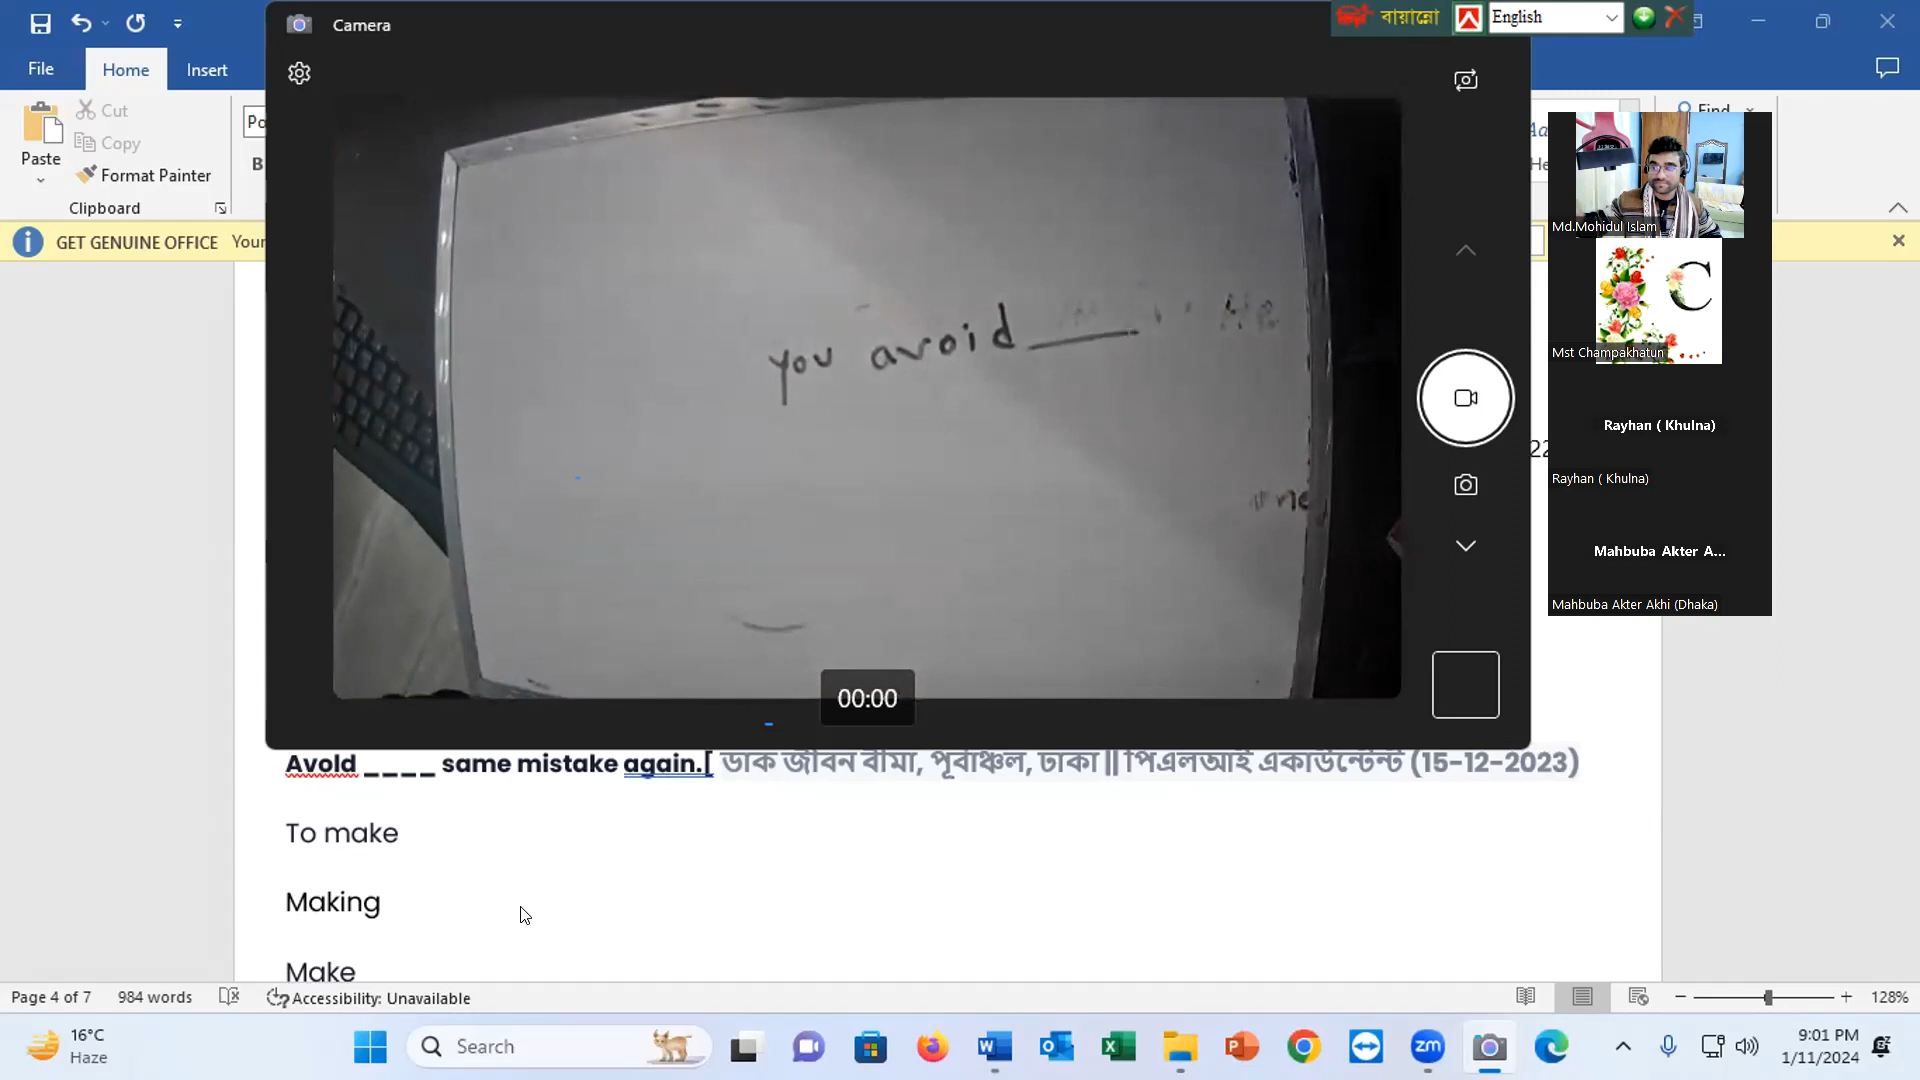 Camera
বায়ান্নো
English
File
Home
Insert
Paste
Cut
Copy
Format Painter
Clipboard
Find
GET GENUINE OFFICE
you avoid ____
00:00
Md.Mohidul Islam
C
Mst Champakhatun
Rayhan ( Khulna)
Rayhan ( Khulna)
Mahbuba Akter A...
Mahbuba Akter Akhi (Dhaka)
Avold ____ same mistake again.[ ডাক জীবন বীমা, পূর্বাঞ্চল, ঢাকা || পিএলআই একাউন্টেন্ট (15-12-2023)
To make
Making
Make
Page 4 of 7
984 words
Accessibility: Unavailable
128%
16°C
Haze
Search
9:01 PM
1/11/2024